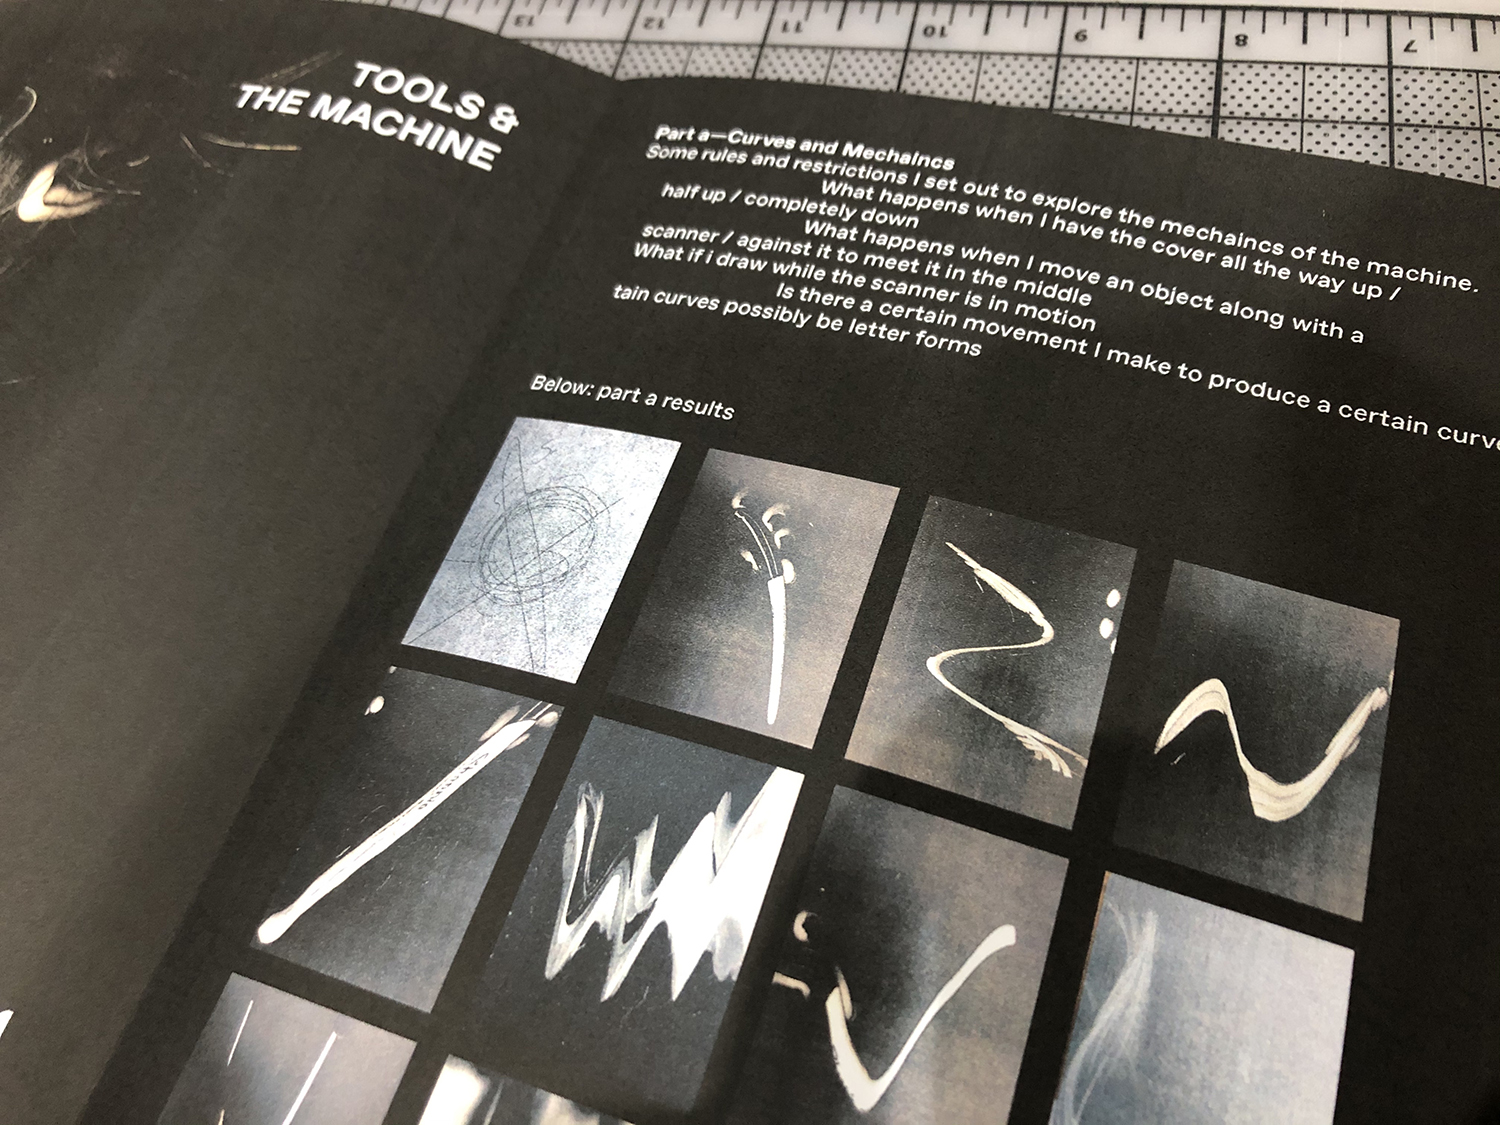 13 12 11 10 9 8 7
TOOLS &
THE MACHINE
Part a—Curves and Mechaincs
Some rules and restrictions I set out to explore the mechaincs of the machine.
What happens when I have the cover all the way up /
half up / completely down
What happens when I move an object along with a
scanner / against it to meet it in the middle
What if i draw while the scanner is in motion
Is there a certain movement I make to produce a certain curve
tain curves possibly be letter forms
Below: part a results